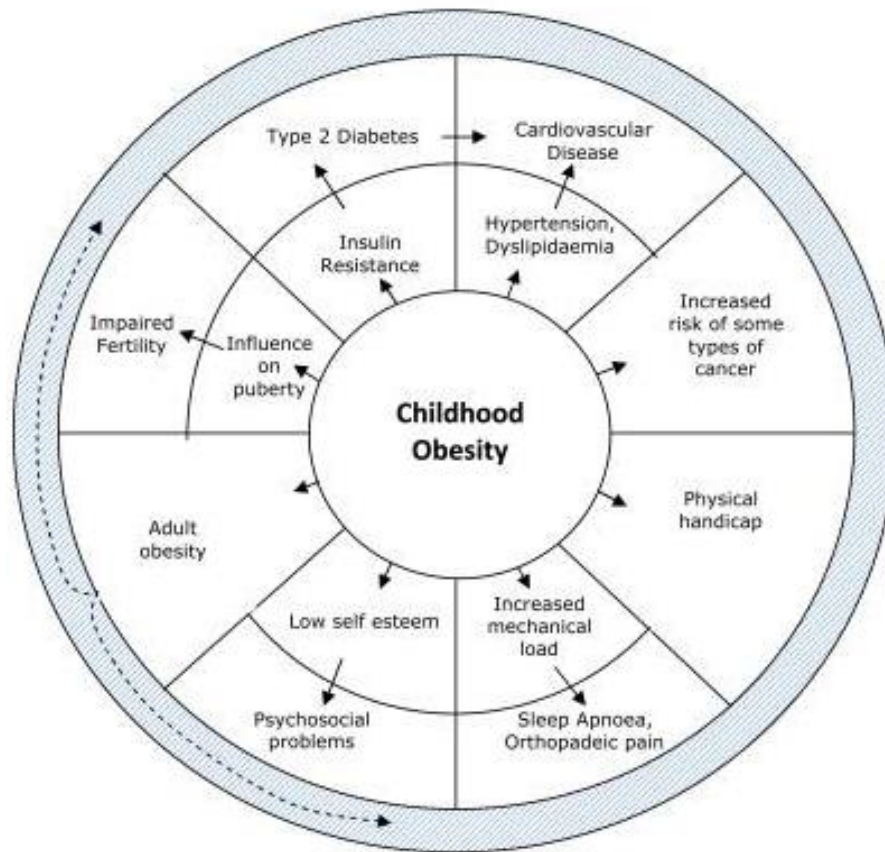 Type 2 Diabetes
Cardiovascular
Disease
Insulin
Resistance
Hypertension,
Dyslipidaemia
Impaired
Fertility
Influence
on
puberty
Increased
risk of some
types of
cancer
Childhood
Obesity
Adult
obesity
Physical
handicap
Low self esteem
Increased
mechanical
load
Psychosocial
problems
Sleep Apnoea,
Orthopadeic pain